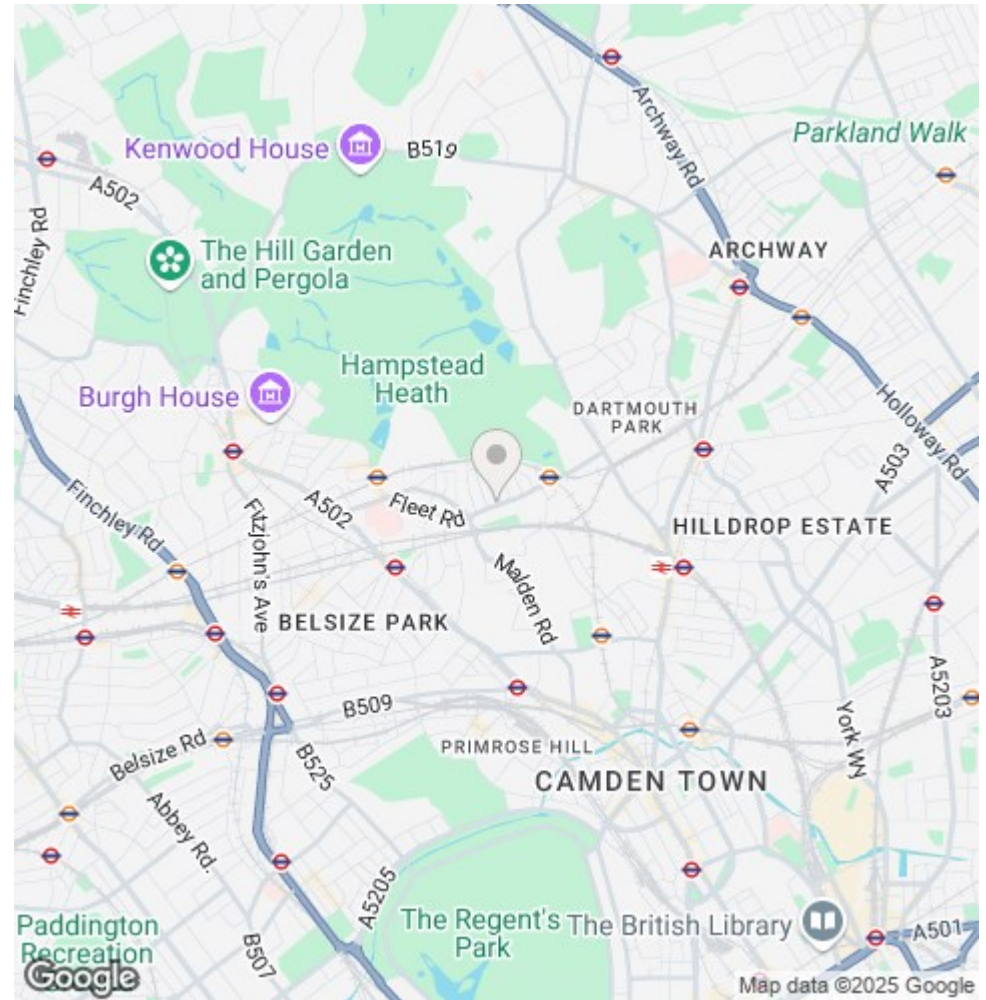 Archway Rd
Parkland Walk
Kenwood House
B519
A502
Finchley Rd
The Hill Garden
and Pergola
ARCHWAY
Hampstead
Heath
Burgh House
DARTMOUTH
PARK
Holloway Rd
A503
Finchley Rd
A502
Fleet Rd
Fitzjohn's Ave
HILLDROP ESTATE
Malden Rd
BELSIZE PARK
A5203
B509
York Wy
Belsize Rd
B525
PRIMROSE HILL
CAMDEN TOWN
Abbey Rd.
A5205
Paddington
Recreation
B507
The Regent's
Park
The British Library
A501
Google
Map data ©2025 Google